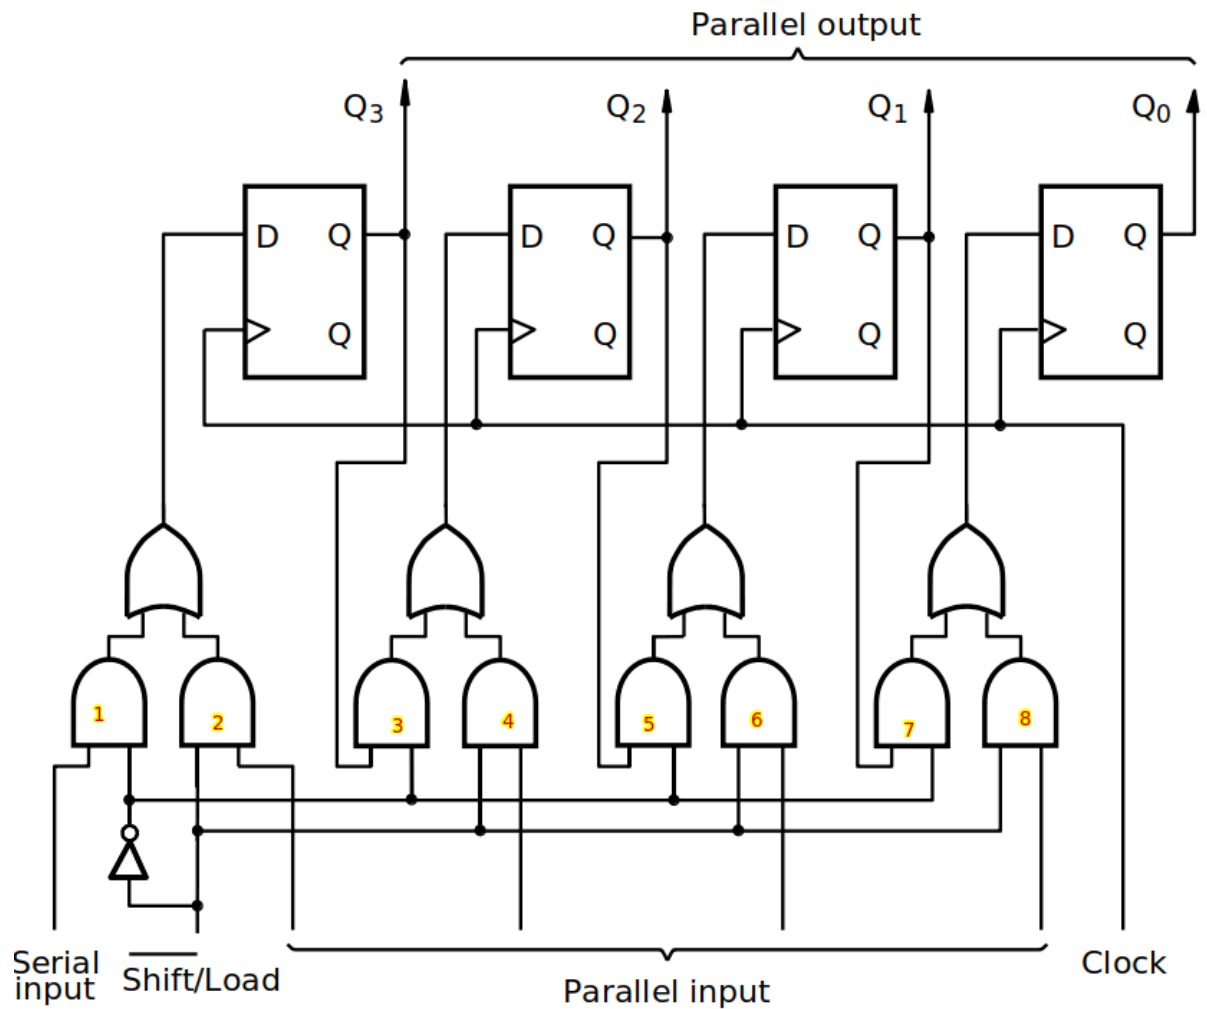 Parallel output
Q3 Q2 Q1 Q0
D Q D Q D Q D Q
Q Q Q Q
1 2 3 4 5 6 7 8
Serial
input
Shift/Load
Parallel input
Clock